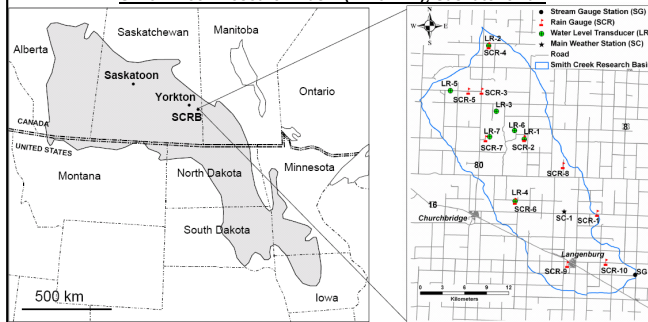 Saskatchewan
Manitoba
Alberta
Ontario
Saskatoon
Yorkton
SCRB
CANADA
UNITED STATES
Minnesota
Montana
North Dakota
South Dakota
Iowa
500 km
N
W
E
S
Stream Gauge Station (SG)
Rain Gauge (SCR)
Water Level Transducer (LR
Main Weather Station (SC)
Road
Smith Creek Research Basi
LR-2
SCR-4
LR-5
SCR-5
SCR-3
LR-3
LR-6
LR-1
LR-7
SCR-7
SCR-2
8
80
SCR-8
LR-4
SCR-6
16
Churchbridge
SC-1
SCR-1
Langenburg
SCR-9
SCR-10
SG
0 3 6 12
Kilometers